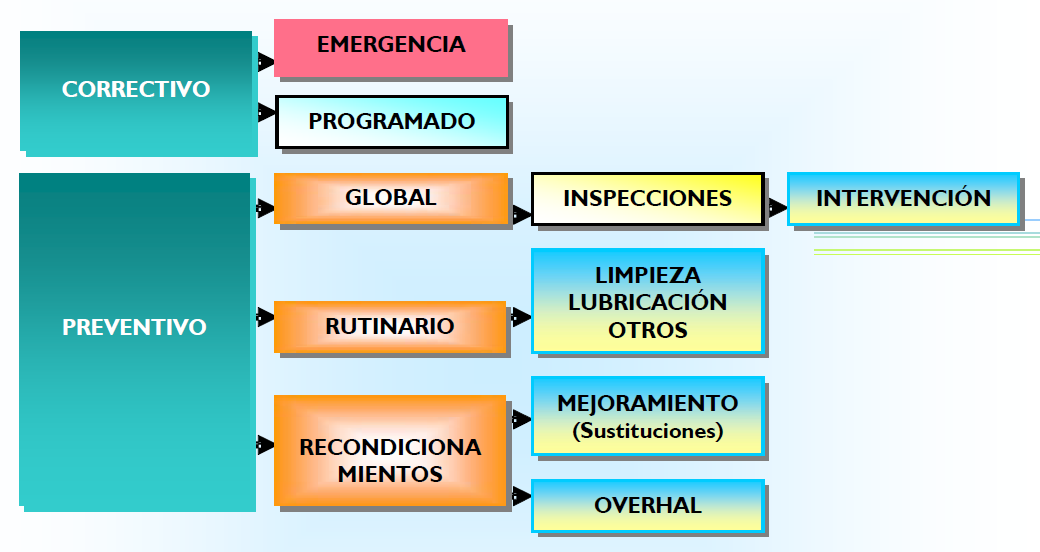 CORRECTIVO
EMERGENCIA
PROGRAMADO
PREVENTIVO
GLOBAL
INSPECCIONES
INTERVENCIÓN
RUTINARIO
LIMPIEZA
LUBRICACIÓN
OTROS
RECONDICIONA
MIENTOS
MEJORAMIENTO
(Sustituciones)
OVERHAL